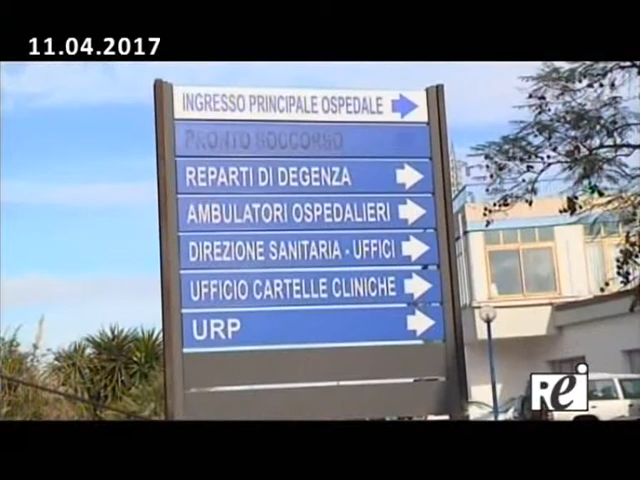 11.04.2017
INGRESSO PRINCIPALE OSPEDALE
PRONTO SOCCORSO
REPARTI DI DEGENZA
AMBULATORI OSPEDALIERI
DIREZIONE SANITARIA - UFFICI
UFFICIO CARTELLE CLINICHE
URP
REi